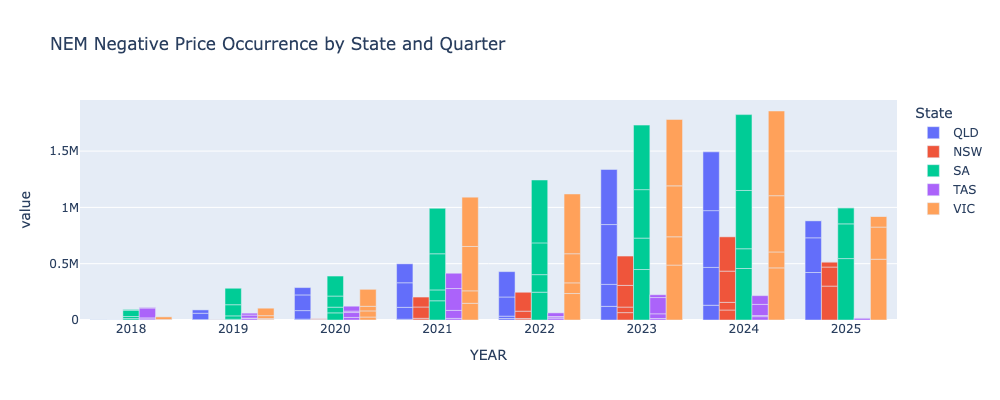 NEM Negative Price Occurrence by State and Quarter
State
QLD
NSW
SA
TAS
VIC
1.5M
1M
0.5M
0
value
2018 2019 2020 2021 2022 2023 2024 2025
YEAR